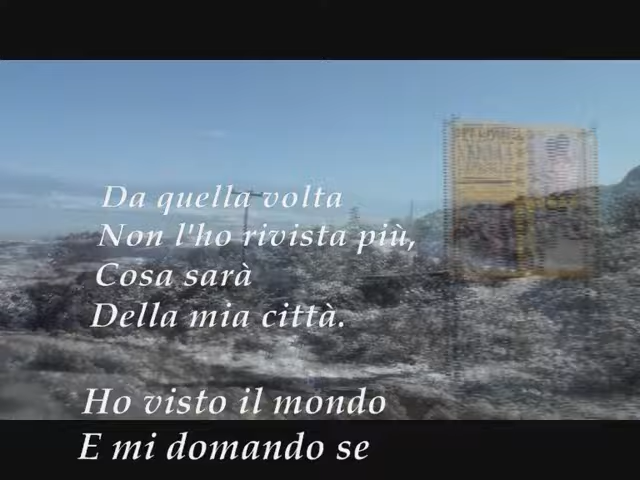 Da quella volta
Non l'ho rivista più,
Cosa sarà
Della mia città.
Ho visto il mondo
E mi domando se